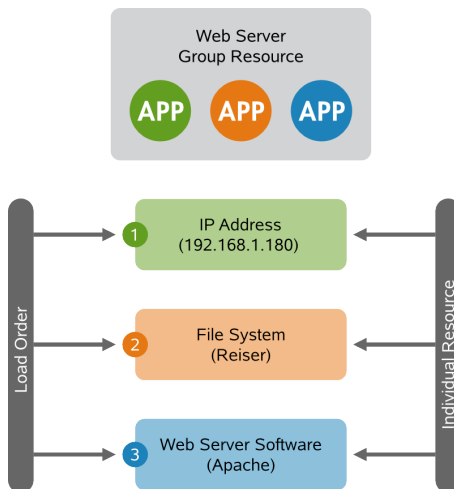 Web Server
Group Resource
APP APP APP
Load Order
1
IP Address
(192.168.1.180)
2
File System
(Reiser)
3
Web Server Software
(Apache)
Individual Resource